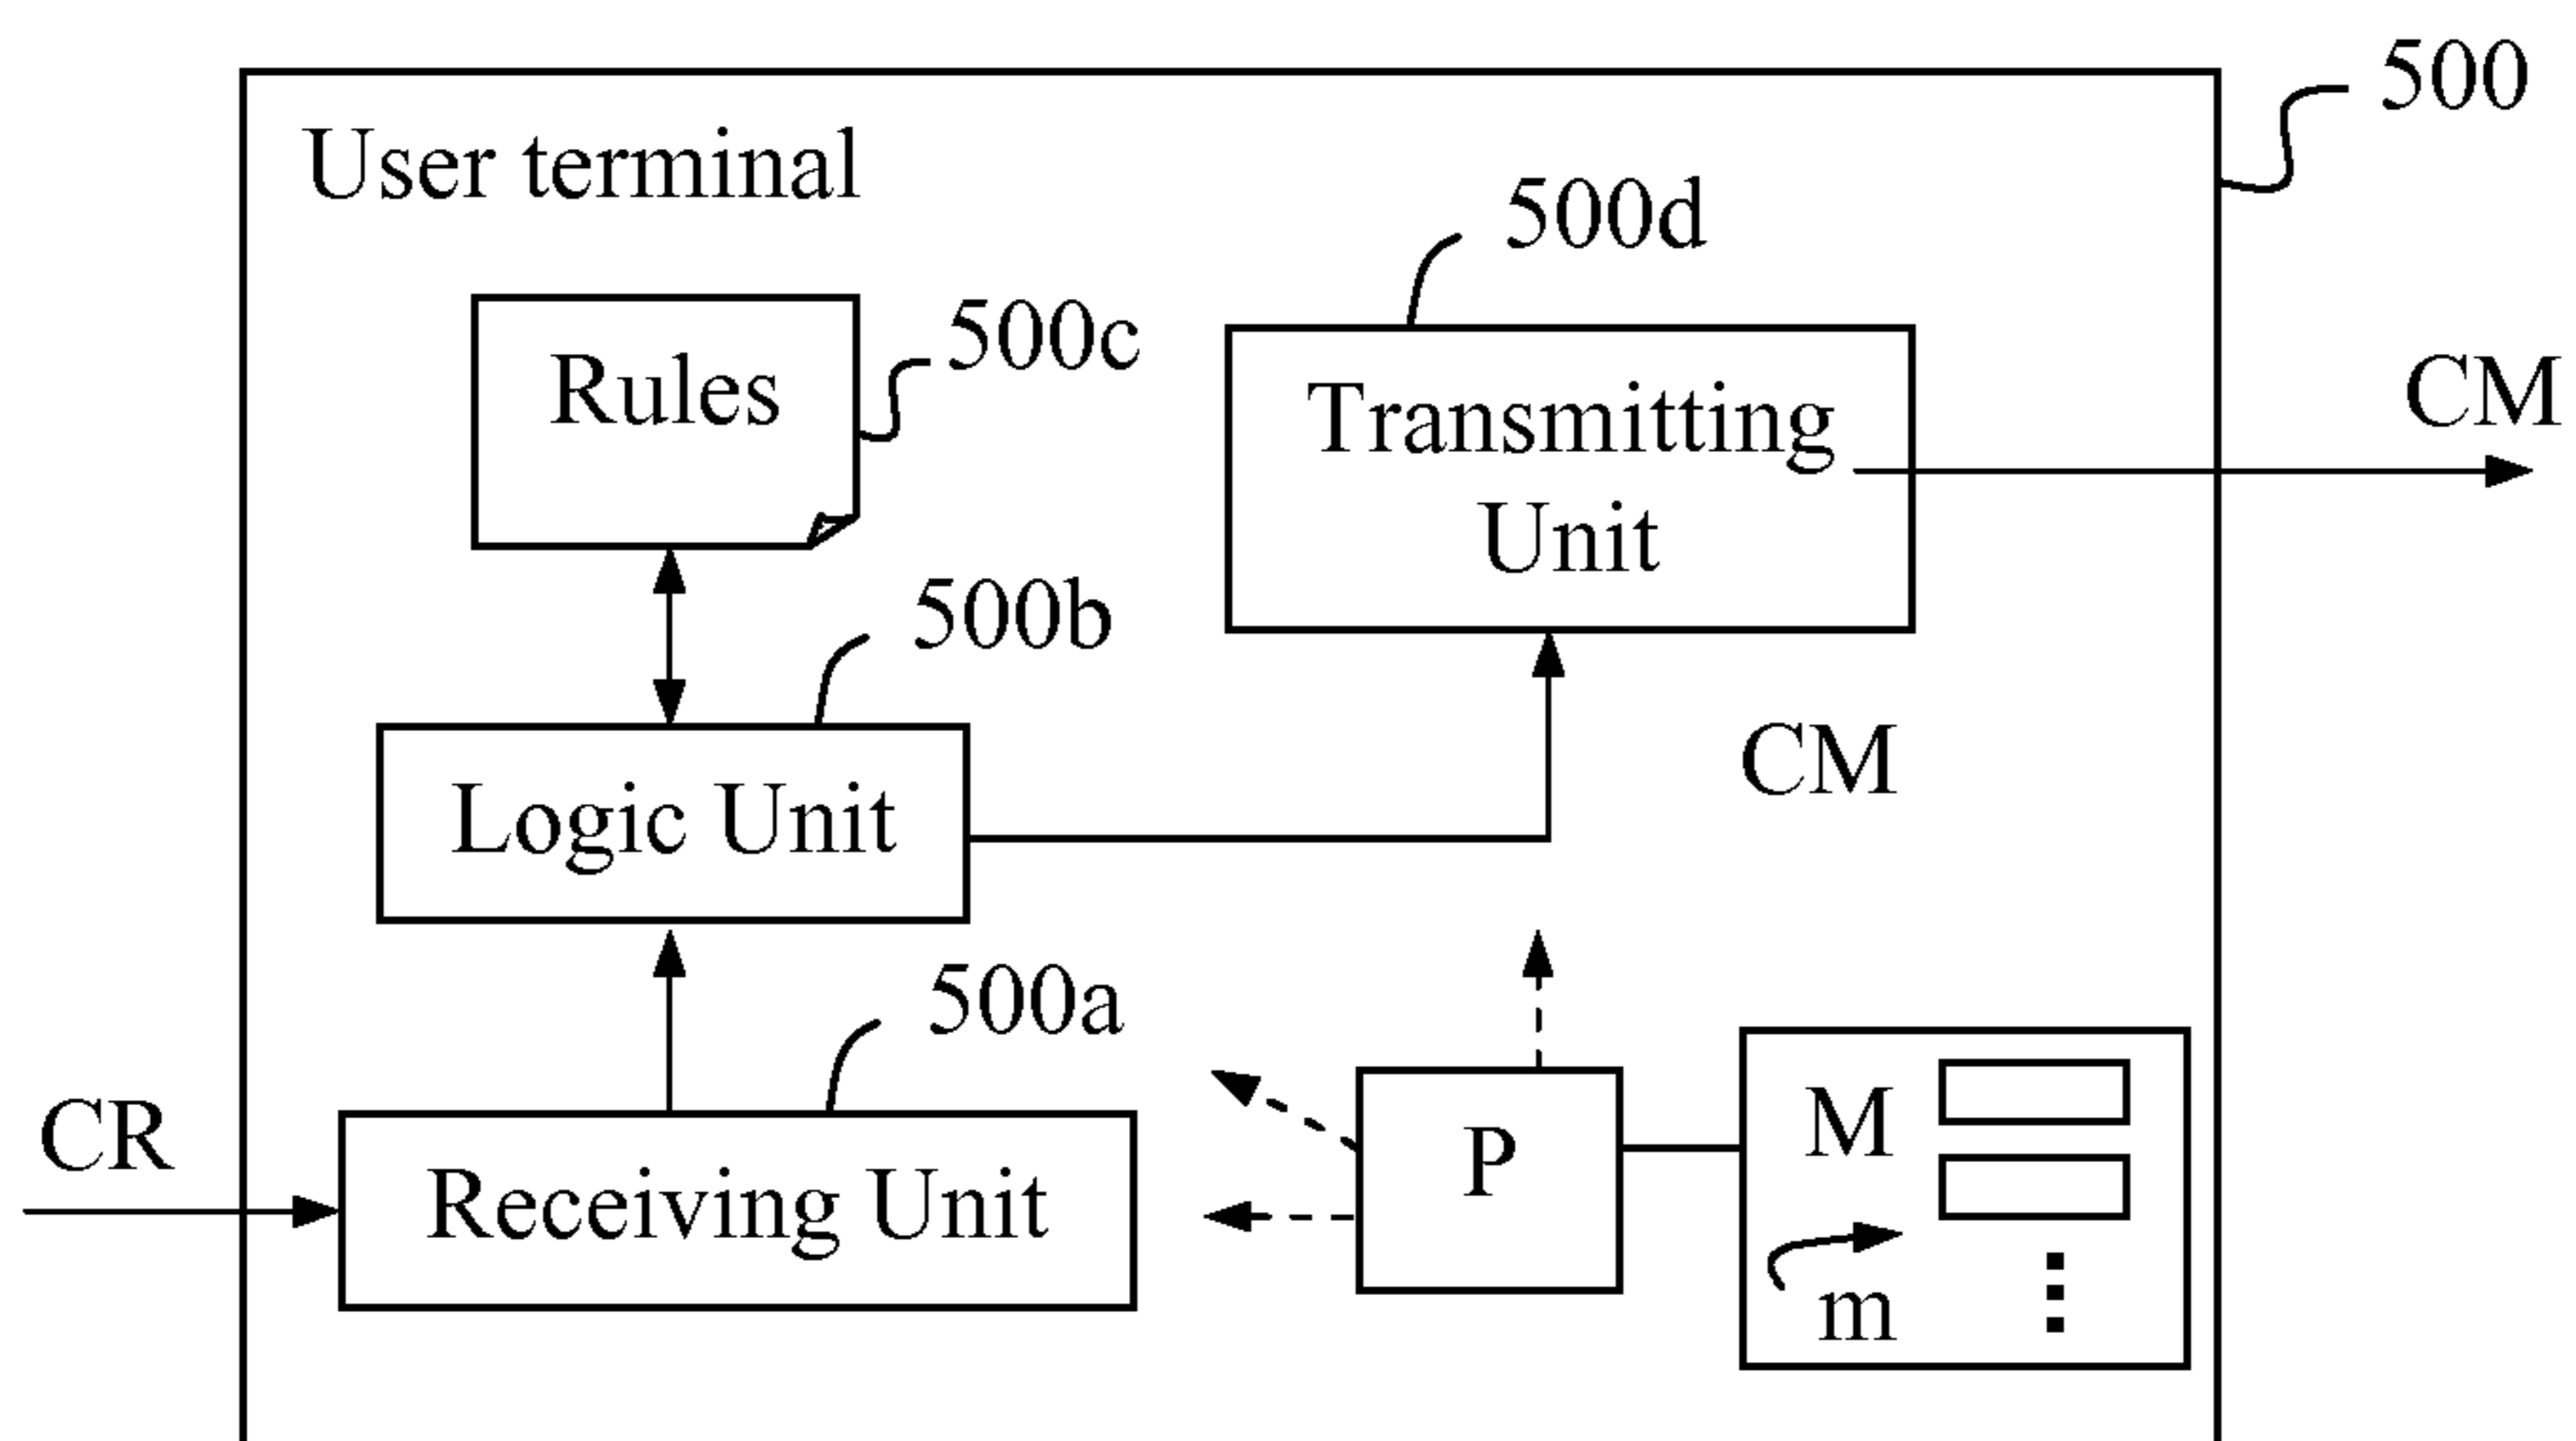 500
User terminal
500d
500c
Rules
CM
Transmitting
Unit
500b
CM
Logic Unit
500a
CR
M
P
Receiving Unit
m